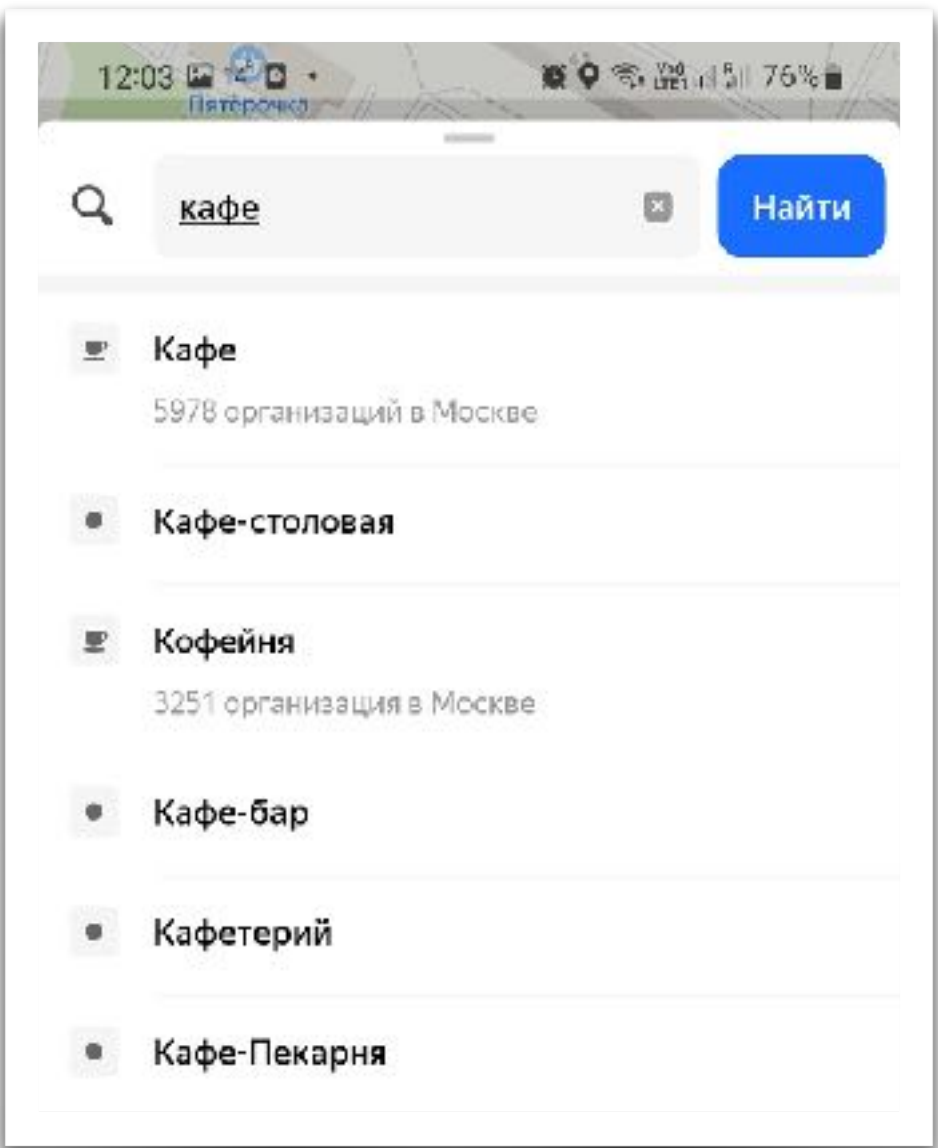 12:03 76%
Пятёрочка
кафе
Найти
Кафе
5978 организаций в Москве
Кафе-столовая
Кофейня
3251 организация в Москве
Кафе-бар
Кафетерий
Кафе-Пекарня